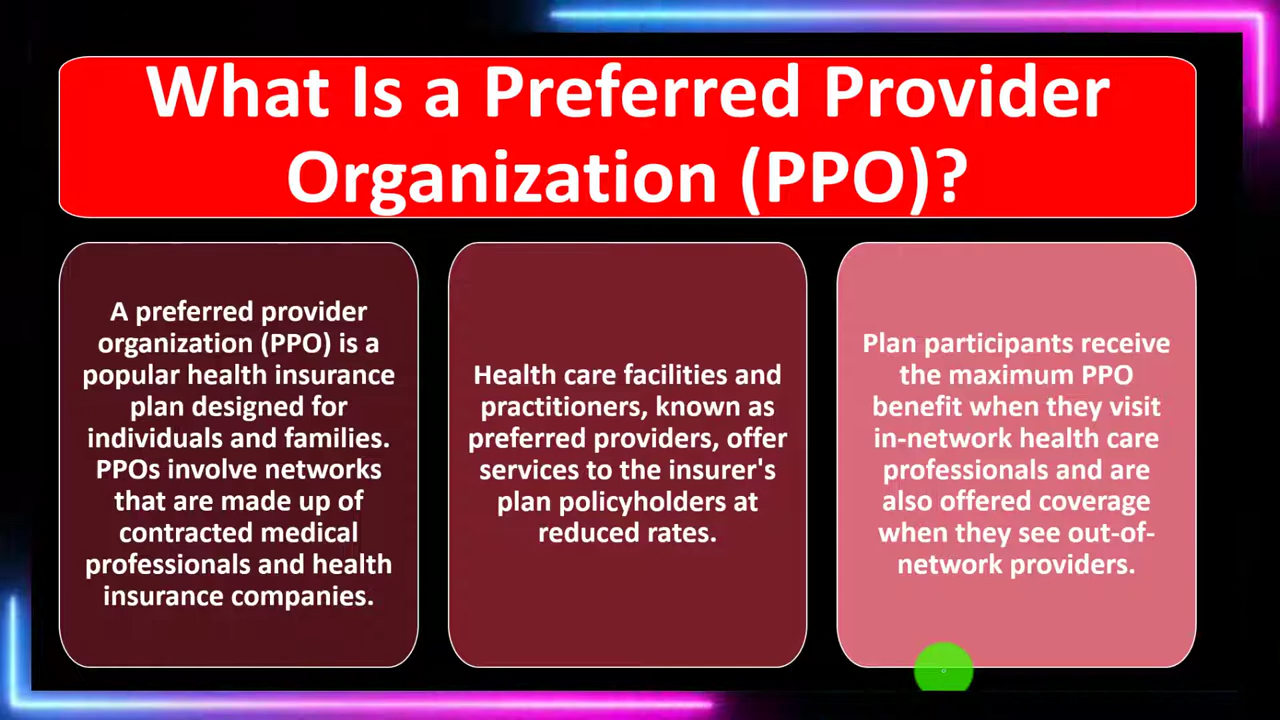 What Is a Preferred Provider
Organization (PPO)?
A preferred provider
organization (PPO) is a
popular health insurance
plan designed for
individuals and families.
PPOs involve networks
that are made up of
contracted medical
professionals and health
insurance companies.
Health care facilities and
practitioners, known as
preferred providers, offer
services to the insurer's
plan policyholders at
reduced rates.
Plan participants receive
the maximum PPO
benefit when they visit
in-network health care
professionals and are
also offered coverage
when they see out-of-
network providers.